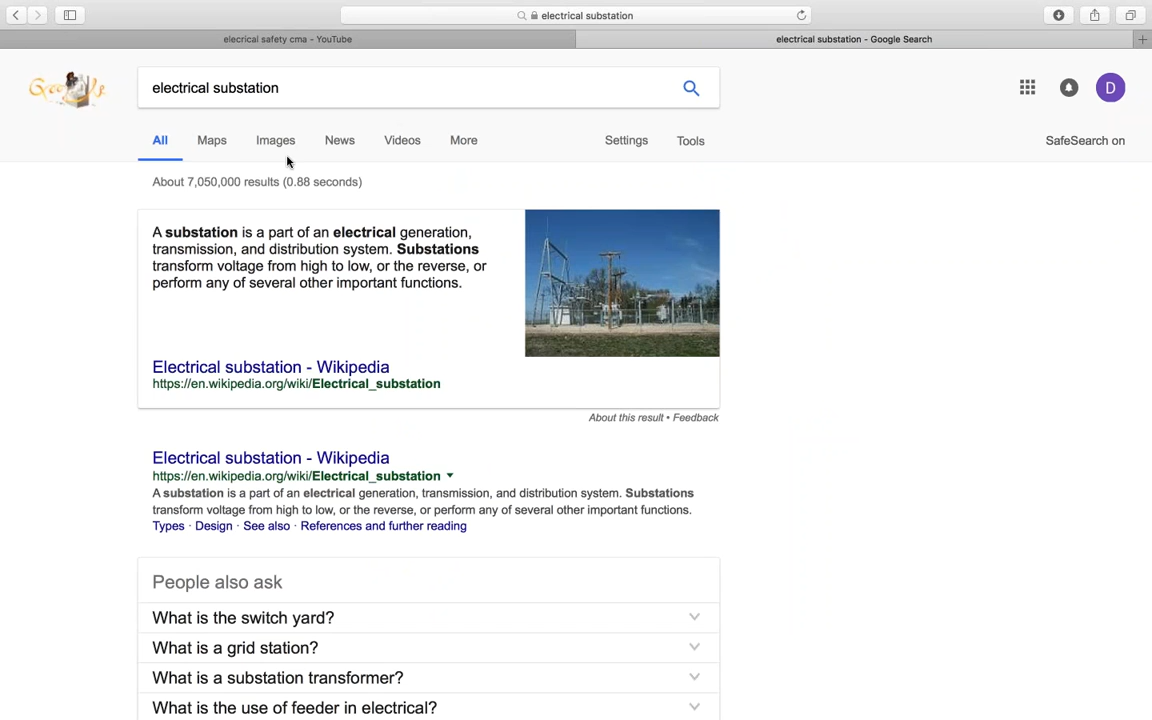 electrical substation
elecrical safety cma - YouTube
electrical substation - Google Search
Google
electrical substation
D
All Maps Images News Videos More Settings Tools SafeSearch on
About 7,050,000 results (0.88 seconds)
A substation is a part of an electrical generation,
transmission, and distribution system. Substations
transform voltage from high to low, or the reverse, or
perform any of several other important functions.
Electrical substation - Wikipedia
https://en.wikipedia.org/wiki/Electrical_substation
About this result • Feedback
Electrical substation - Wikipedia
https://en.wikipedia.org/wiki/Electrical_substation
A substation is a part of an electrical generation, transmission, and distribution system. Substations
transform voltage from high to low, or the reverse, or perform any of several other important functions.
Types · Design · See also · References and further reading
People also ask
What is the switch yard?
What is a grid station?
What is a substation transformer?
What is the use of feeder in electrical?